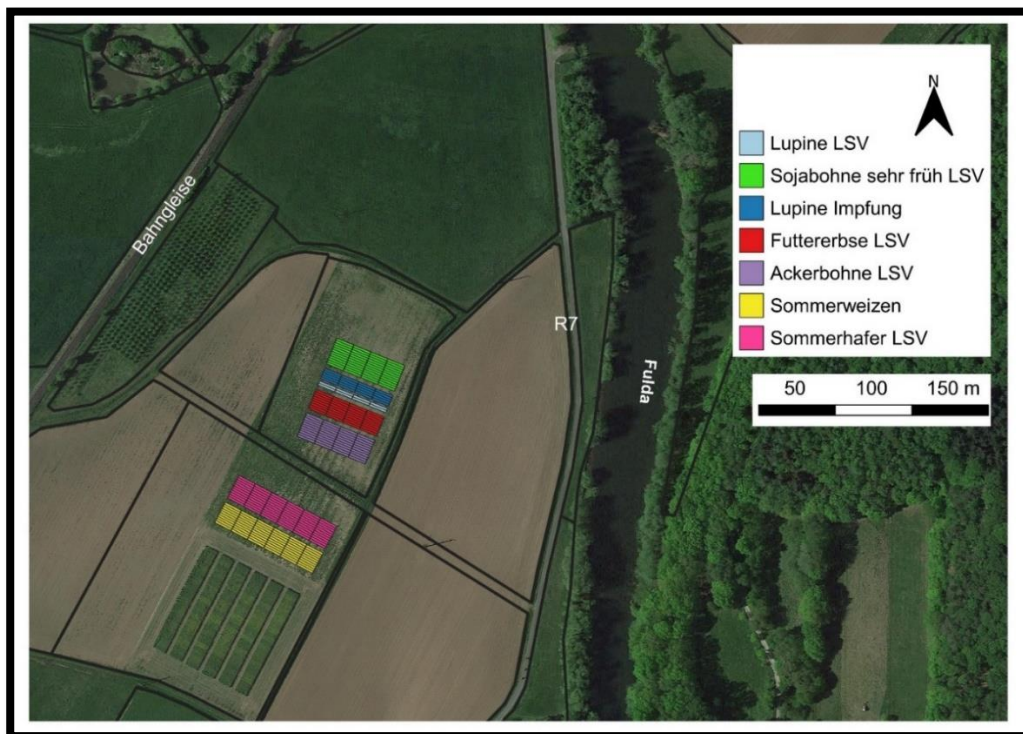 N
Lupine LSV
Sojabohne sehr früh LSV
Lupine Impfung
Futtererbse LSV
Ackerbohne LSV
Sommerweizen
Sommerhafer LSV
50 100 150 m
Bahngleise
R7
Fulda